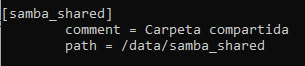 [samba_shared]
comment = Carpeta compartida
path = /data/samba_shared